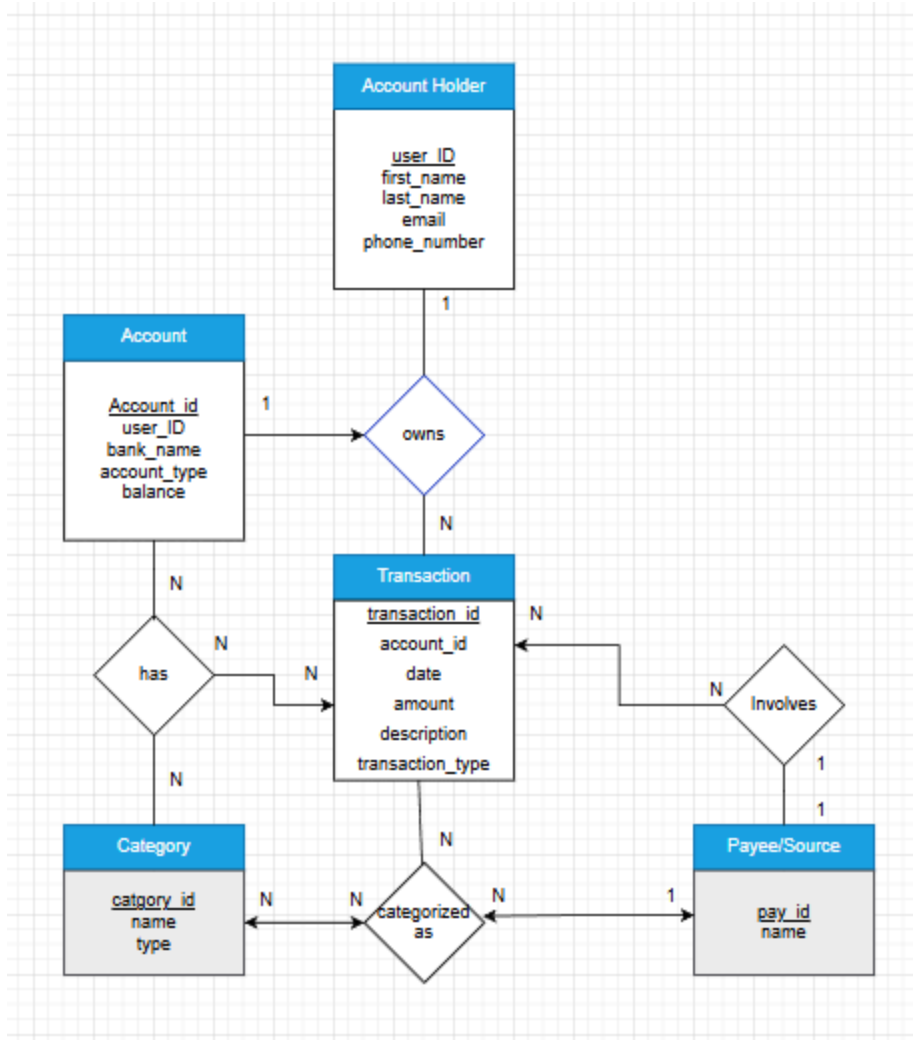 Account Holder
user_ID
first_name
last_name
email
phone_number
1
Account
Account_id
user_ID
bank_name
account_type
balance
1
owns
N
N
Transaction
transaction_id
account_id
date
amount
description
transaction_type
N
has
N
N
N
Involves
1
1
N
N
Category
catgory_id
name
type
N
N
categorized
as
N
1
Payee/Source
pay_id
name